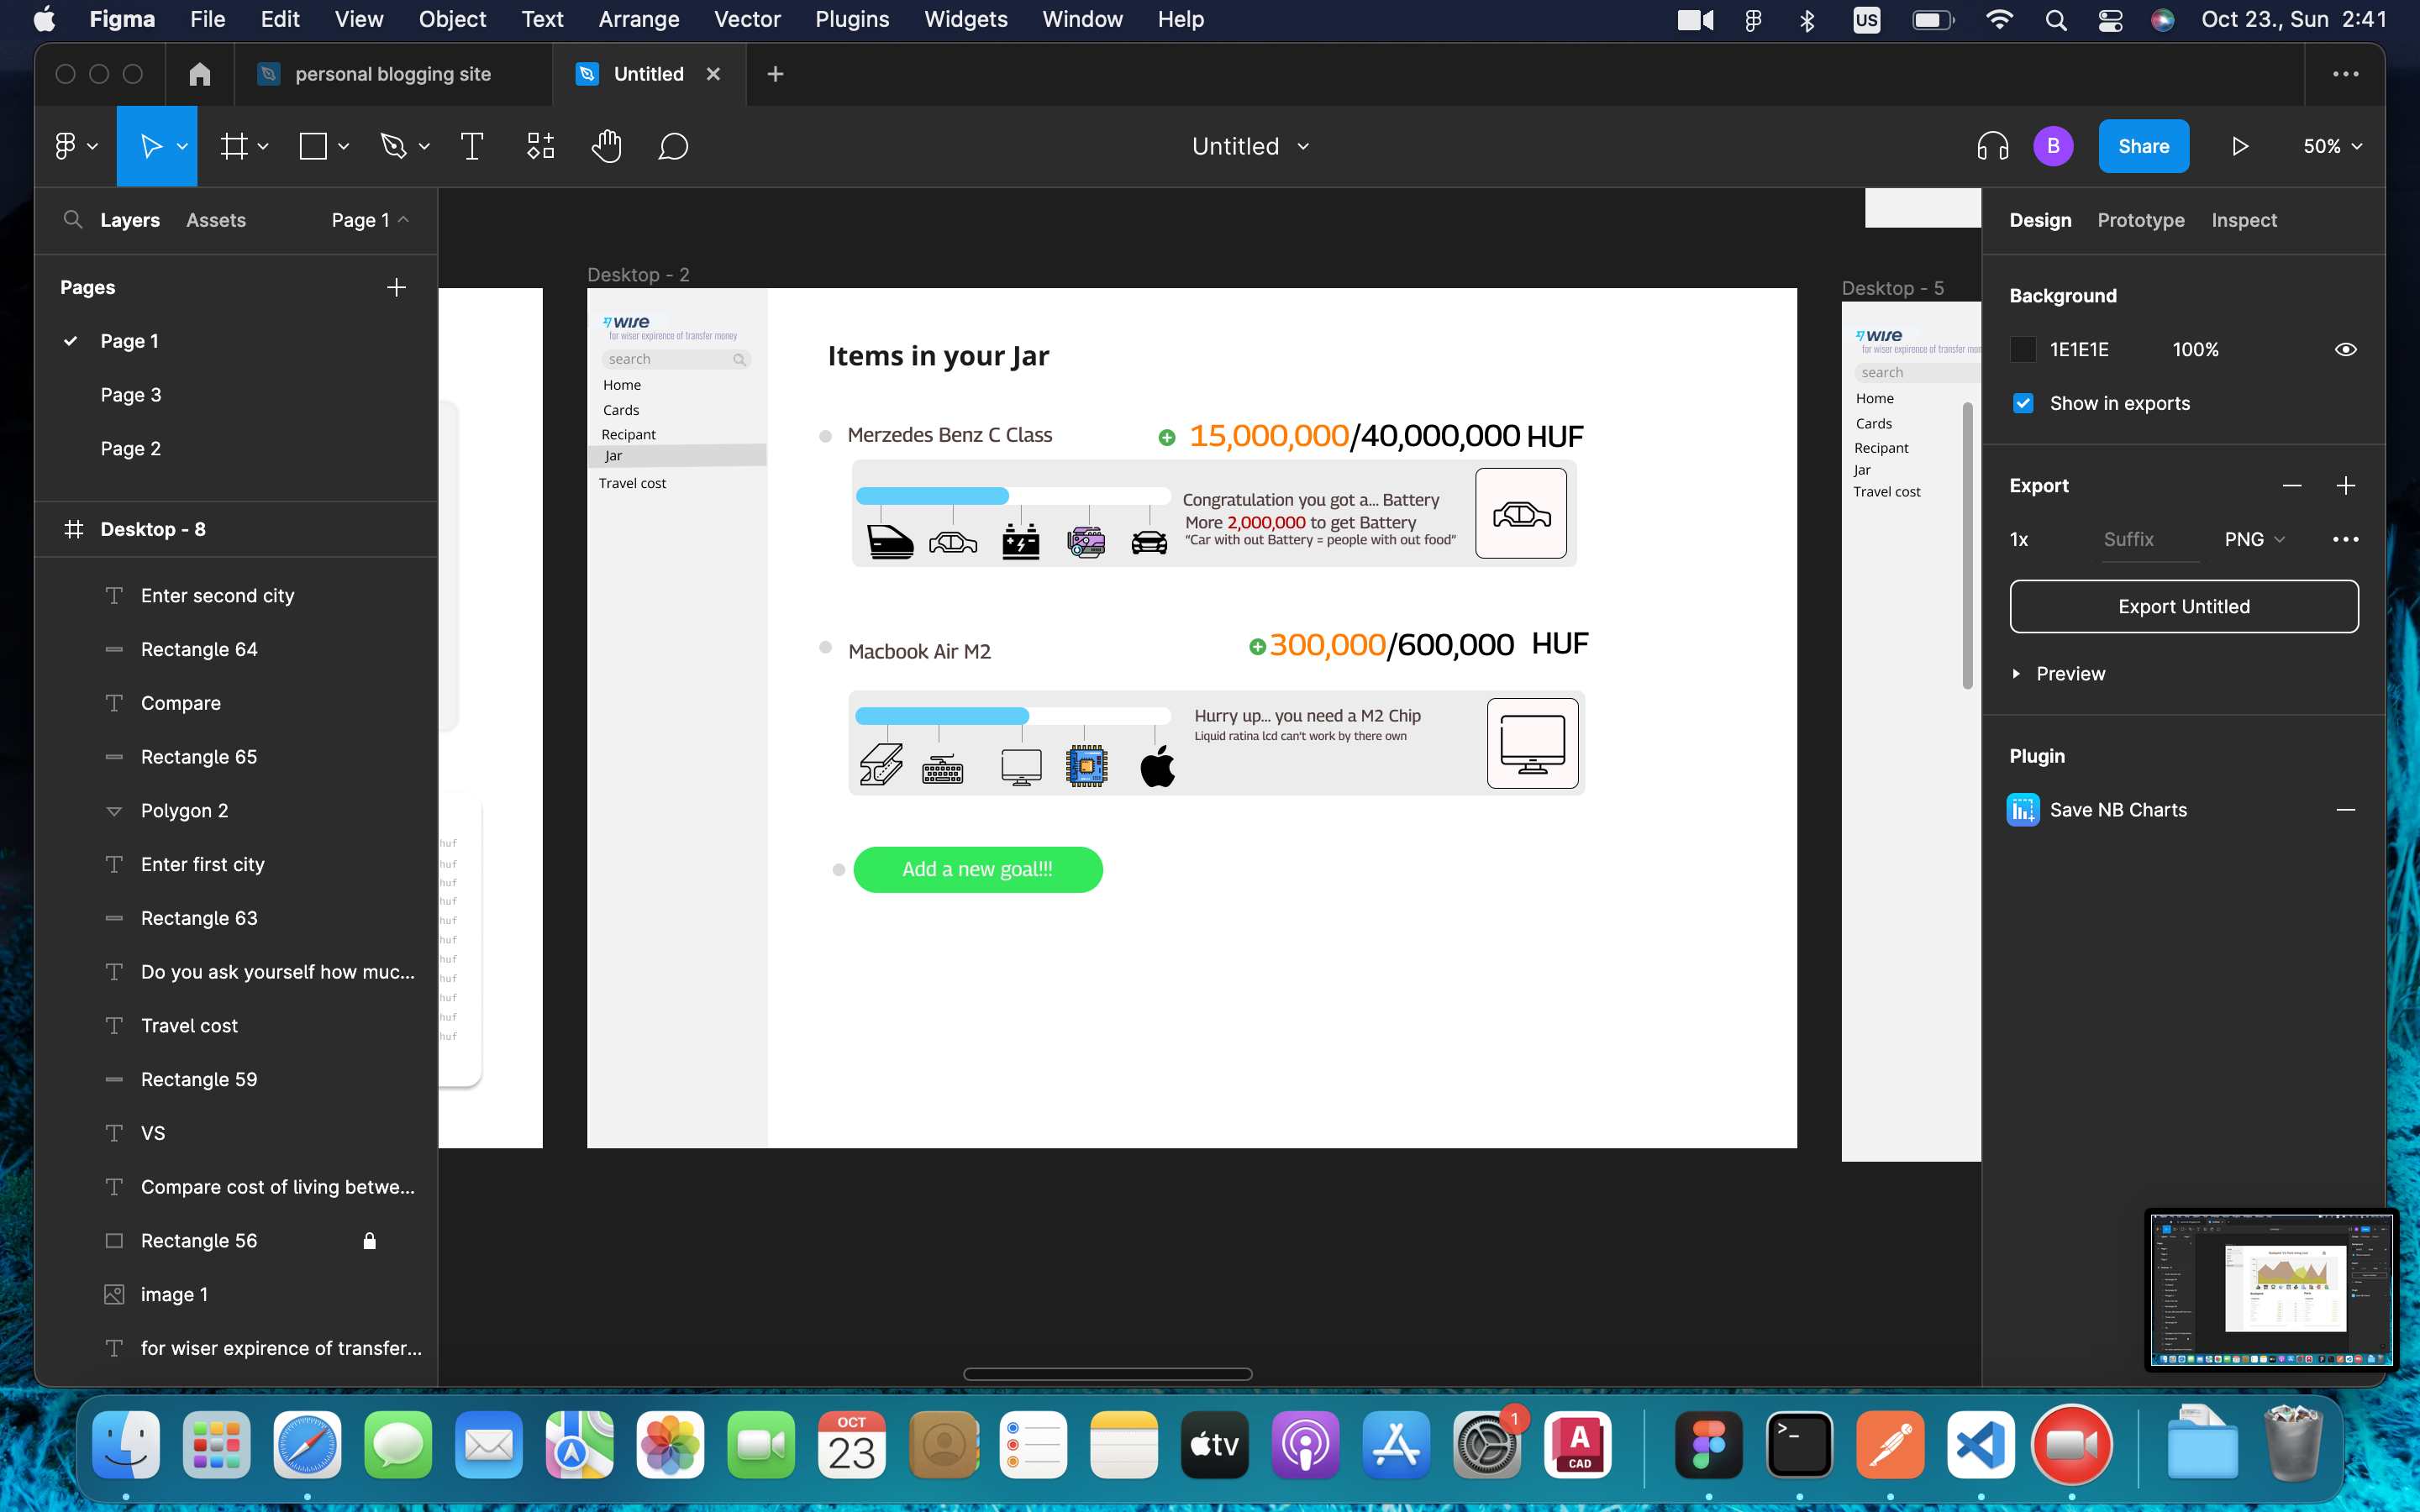 Figma File Edit View Object Text Arrange Vector Plugins Widgets Window Help US Oct 23., Sun 2:41
personal blogging site Untitled
Untitled B Share 50%
Layers Assets Page 1
Pages
Page 1
Page 3
Page 2
Desktop - 8
Enter second city
Rectangle 64
Compare
Rectangle 65
Polygon 2
Enter first city
Rectangle 63
Do you ask yourself how muc...
Travel cost
Rectangle 59
VS
Compare cost of living betwe...
Rectangle 56
image 1
for wiser expirence of transfer...
huf
huf
huf
huf
huf
huf
huf
huf
huf
huf
huf
Desktop - 2
wise
for wiser expirence of transfer money
search
Home
Cards
Recipant
Jar
Travel cost
Items in your Jar
Merzedes Benz C Class
15,000,000/40,000,000 HUF
Congratulation you got a... Battery
More 2,000,000 to get Battery
“Car with out Battery = people with out food”
Macbook Air M2
300,000/600,000 HUF
Hurry up... you need a M2 Chip
Liquid ratina lcd can't work by there own
Add a new goal!!!
Desktop - 5
wise
for wiser expirence of transfer mon
search
Home
Cards
Recipant
Jar
Travel cost
Design Prototype Inspect
Background
1E1E1E 100%
Show in exports
Export
1x Suffix PNG
Export Untitled
Preview
Plugin
Save NB Charts
OCT
23
tv
1
A
CAD
>_